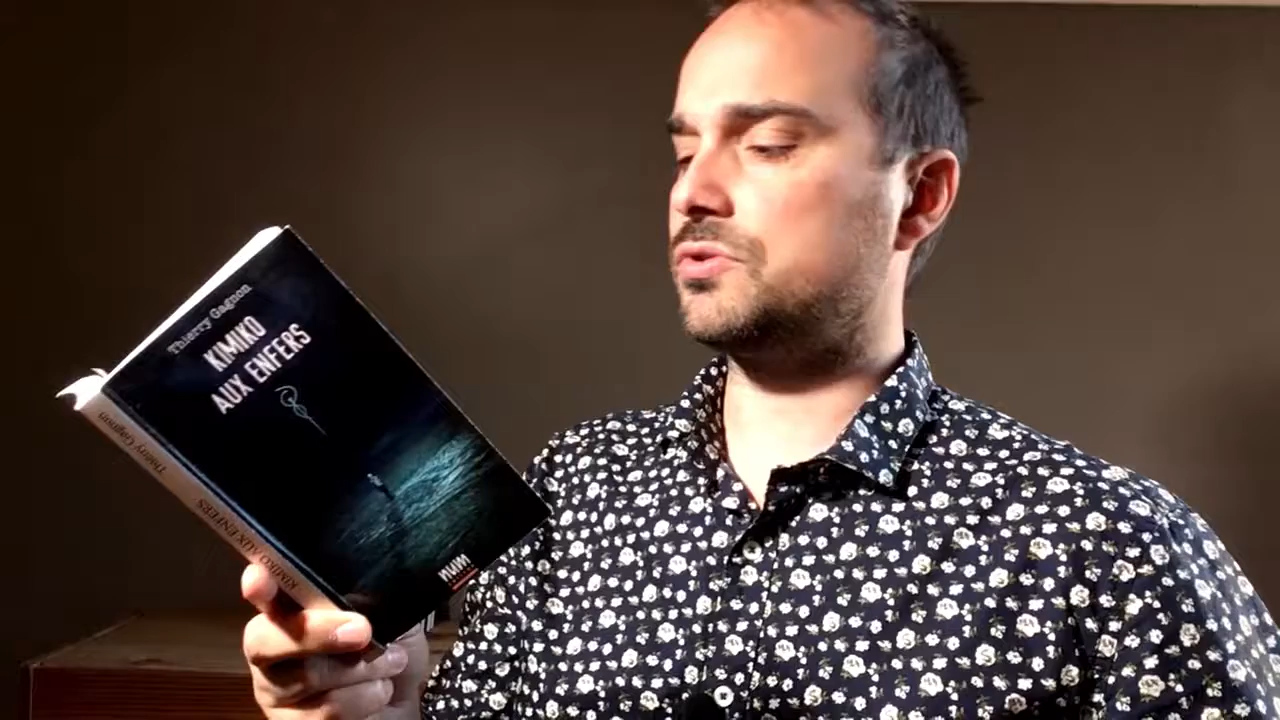 Thierry Gagnon
KIMIKO
AUX ENFERS
Thierry Gagnon
KIMIKO AUX ENFERS